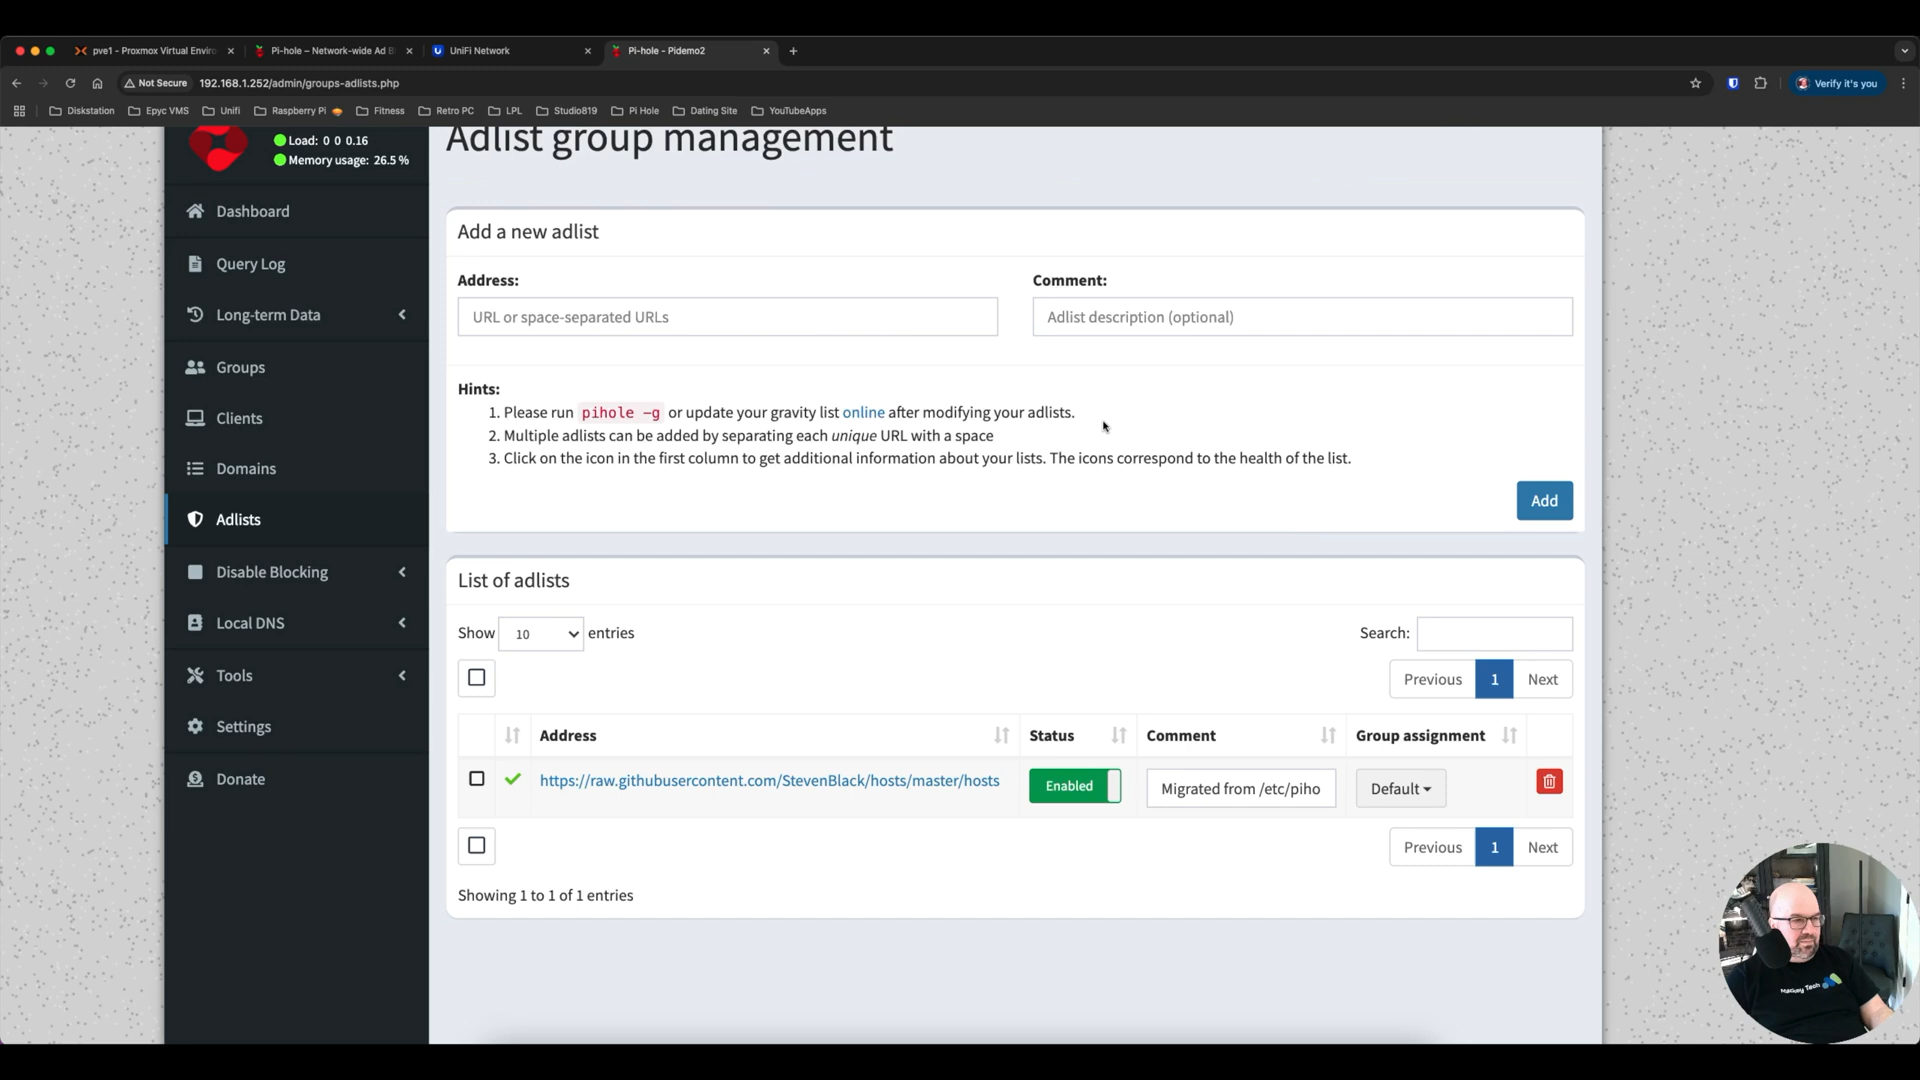 pve1 - Proxmox Virtual Enviro
Pi-hole – Network-wide Ad B
UniFi Network
Pi-hole - Pidemo2
Not Secure
192.168.1.252/admin/groups-adlists.php
Verify it's you
Diskstation
Epyc VMS
Unifi
Raspberry Pi
Fitness
Retro PC
LPL
Studio819
Pi Hole
Dating Site
YouTubeApps
Load: 0 0 0.16
Memory usage: 26.5 %
Dashboard
Query Log
Long-term Data
Groups
Clients
Domains
Adlists
Disable Blocking
Local DNS
Tools
Settings
Donate
Adlist group management
Add a new adlist
Address:
Comment:
URL or space-separated URLs
Adlist description (optional)
Hints:
1. Please run pihole -g or update your gravity list online after modifying your adlists.
2. Multiple adlists can be added by separating each unique URL with a space
3. Click on the icon in the first column to get additional information about your lists. The icons correspond to the health of the list.
Add
List of adlists
Show 10 entries
Search:
Previous 1 Next
Address Status Comment Group assignment
https://raw.githubusercontent.com/StevenBlack/hosts/master/hosts Enabled Migrated from /etc/piho Default
Previous 1 Next
Showing 1 to 1 of 1 entries